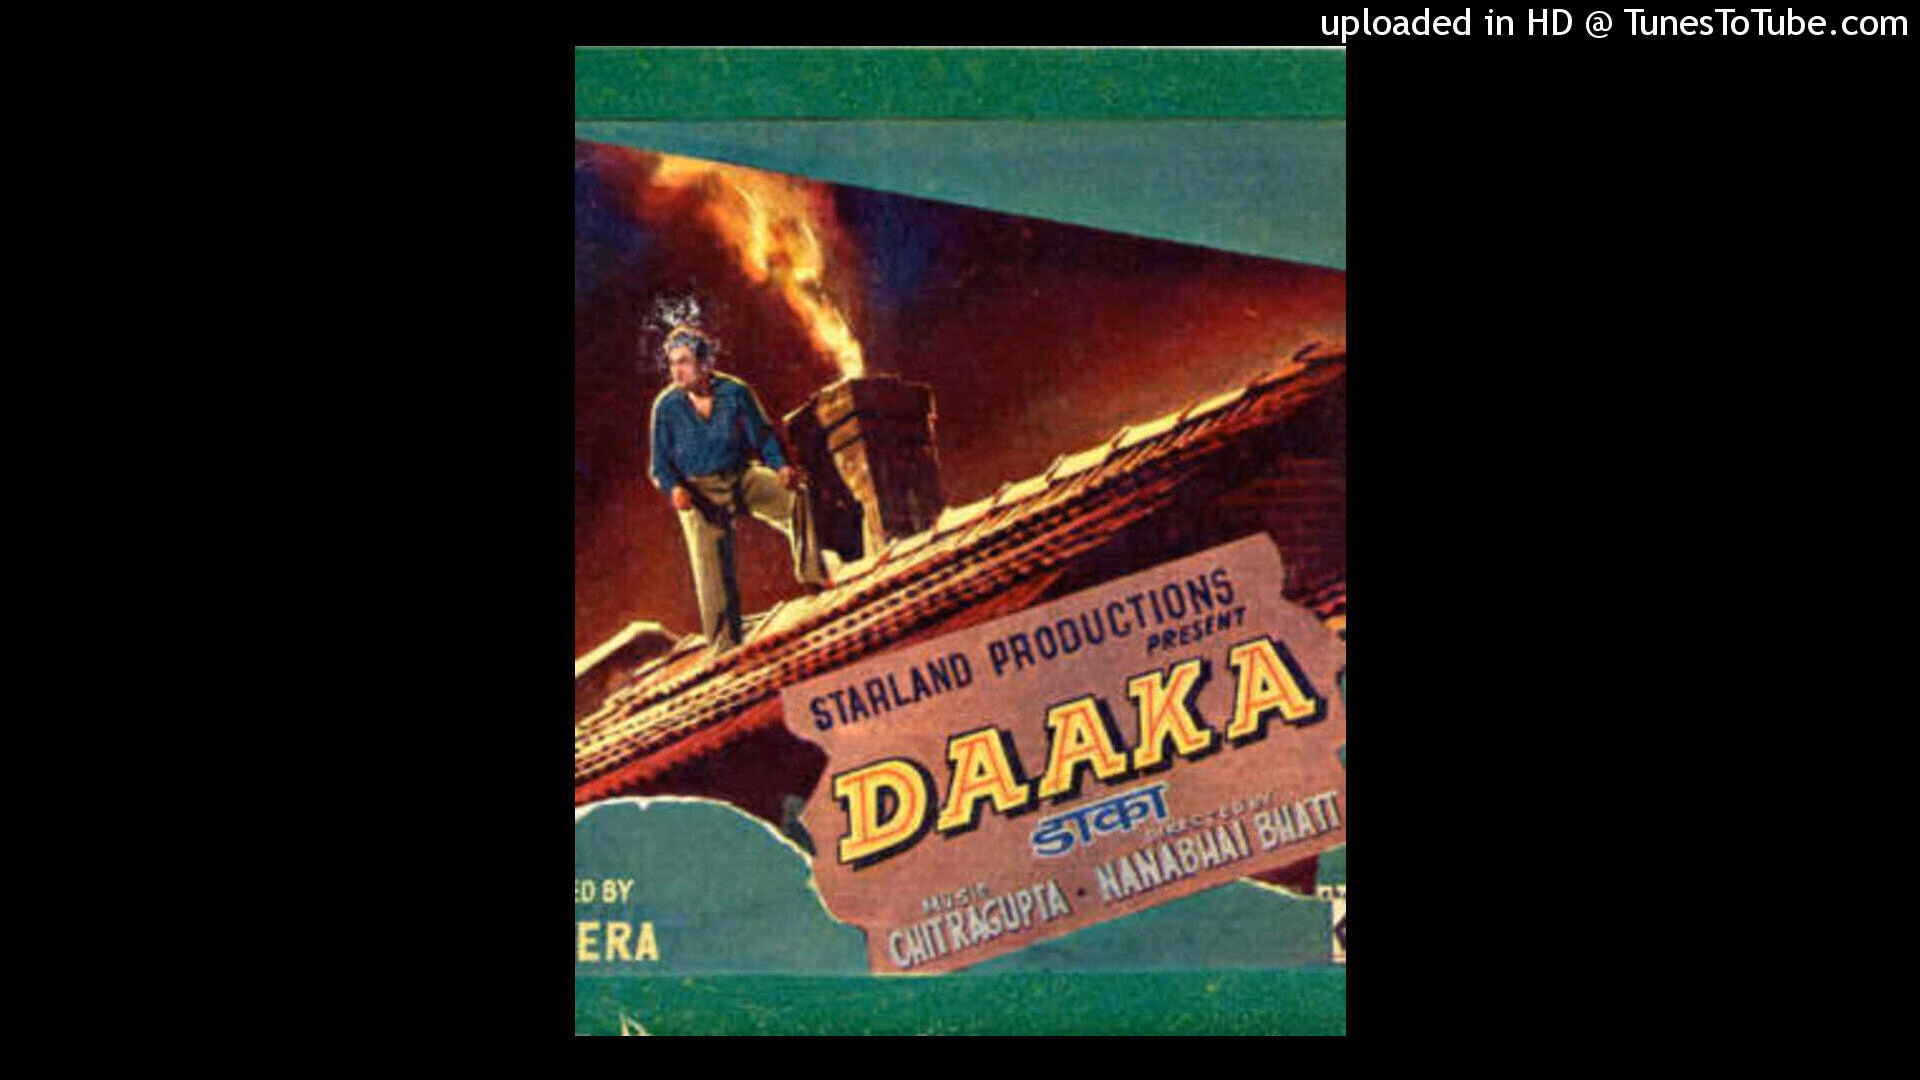 uploaded in HD @ TunesToTube.com
STARLAND PRODUCTIONS
PRESENT
DAAKA
डाका
DIRECTED BY
NANABHAI BHATT
MUSIC
CHITRAGUPTA •
ED BY
ERA